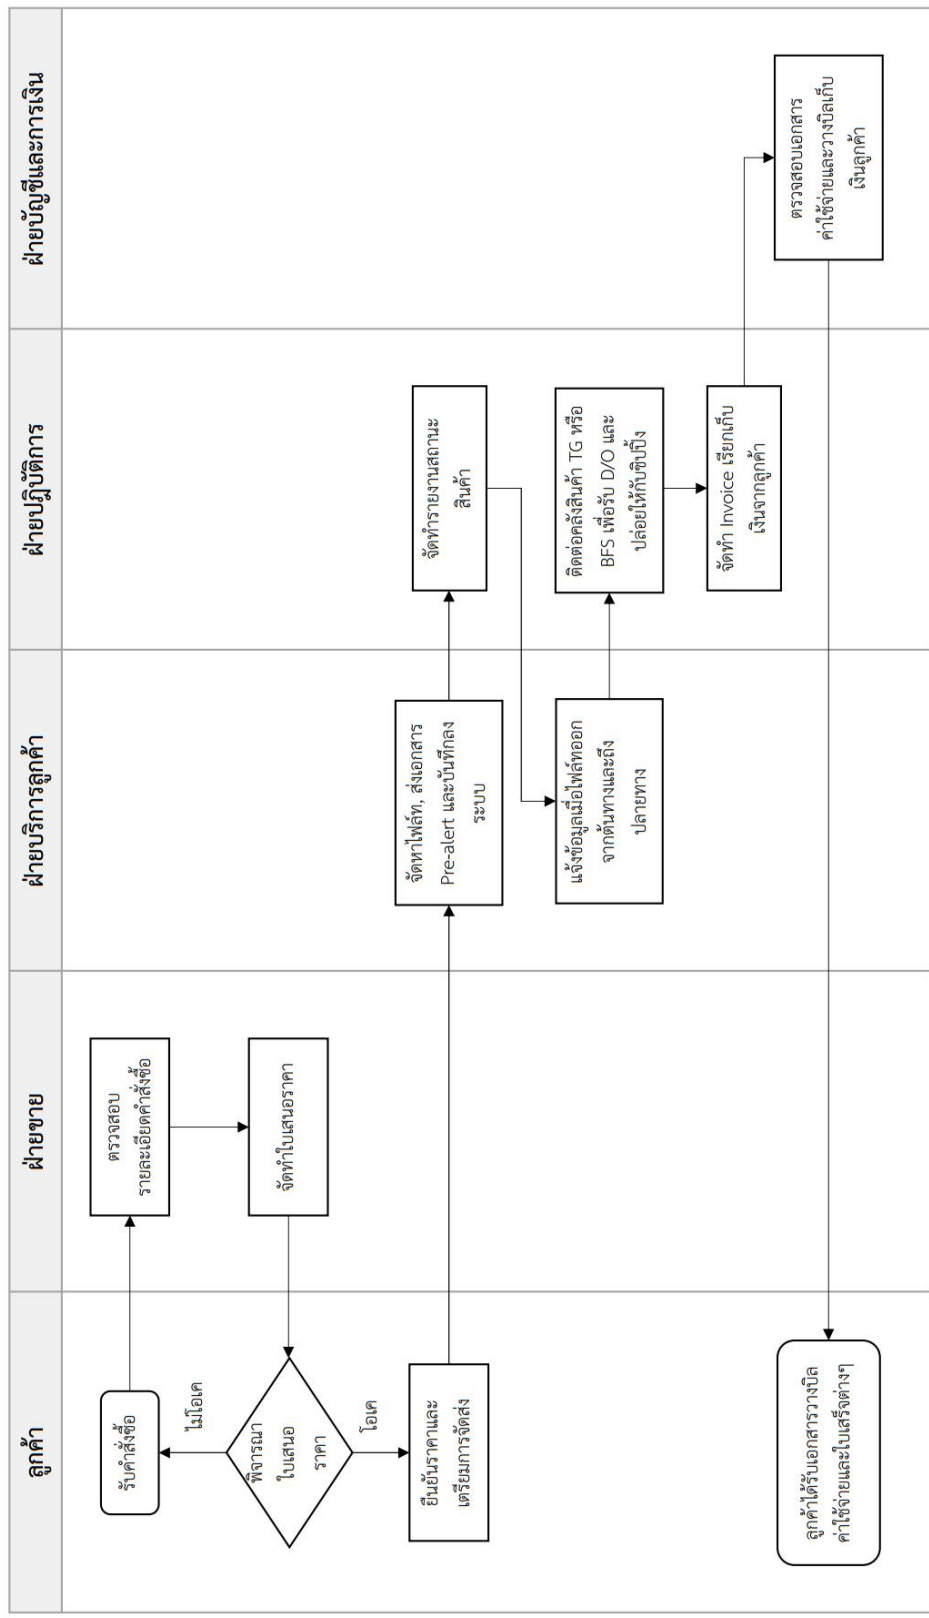 ลูกค้า
ฝ่ายขาย
ฝ่ายบริการลูกค้า
ฝ่ายปฏิบัติการ
ฝ่ายบัญชีและการเงิน
รับคำสั่งซื้อ
ตรวจสอบ
รายละเอียดคำสั่งซื้อ
จัดทำใบเสนอราคา
พิจารณา
ใบเสนอ
ราคา
ไม่โอเค
โอเค
ยืนยันราคาและ
เตรียมการจัดส่ง
จัดหาไฟล์ท, ส่งเอกสาร
Pre-alert และบันทึกลง
ระบบ
จัดทำรายงานสถานะ
สินค้า
แจ้งข้อมูลเมื่อไฟล์ทออก
จากต้นทางและถึง
ปลายทาง
ติดต่อคลังสินค้า TG หรือ
BFS เพื่อรับ D/O และ
ปล่อยให้กับชิปปิ้ง
จัดทำ Invoice เรียกเก็บ
เงินจากลูกค้า
ตรวจสอบเอกสาร
ค่าใช้จ่ายและวางบิลเก็บ
เงินลูกค้า
ลูกค้าได้รับเอกสารวางบิล
ค่าใช้จ่ายและใบเสร็จต่างๆ